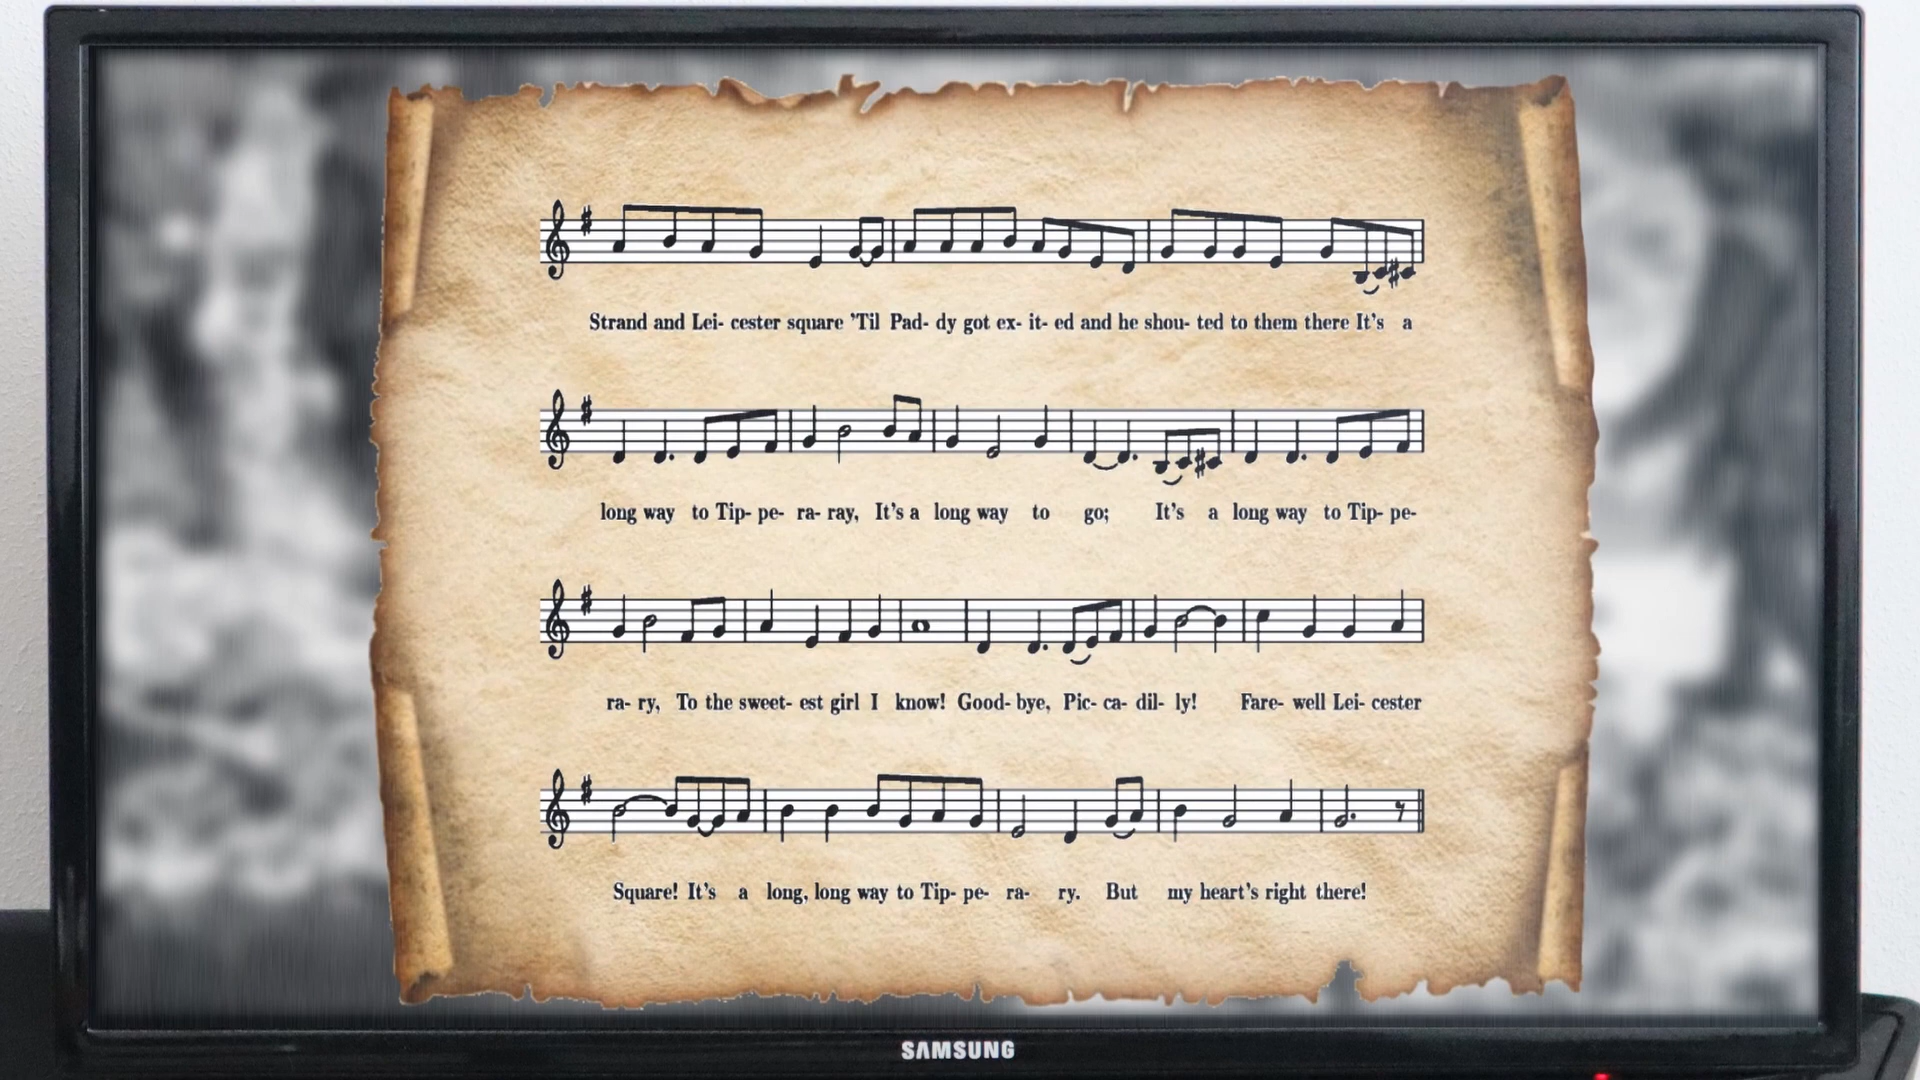 Strand and Lei- cester square 'Til Pad- dy got ex- it- ed and he shou- ted to them there It's a
long way to Tip- pe- ra- ray, It's a long way to go; It's a long way to Tip- pe-
ra- ry, To the sweet- est girl I know! Good- bye, Pic- ca- dil- ly! Fare- well Lei- cester
Square! It's a long, long way to Tip- pe- ra- ry. But my heart's right there!
SAMSUNG